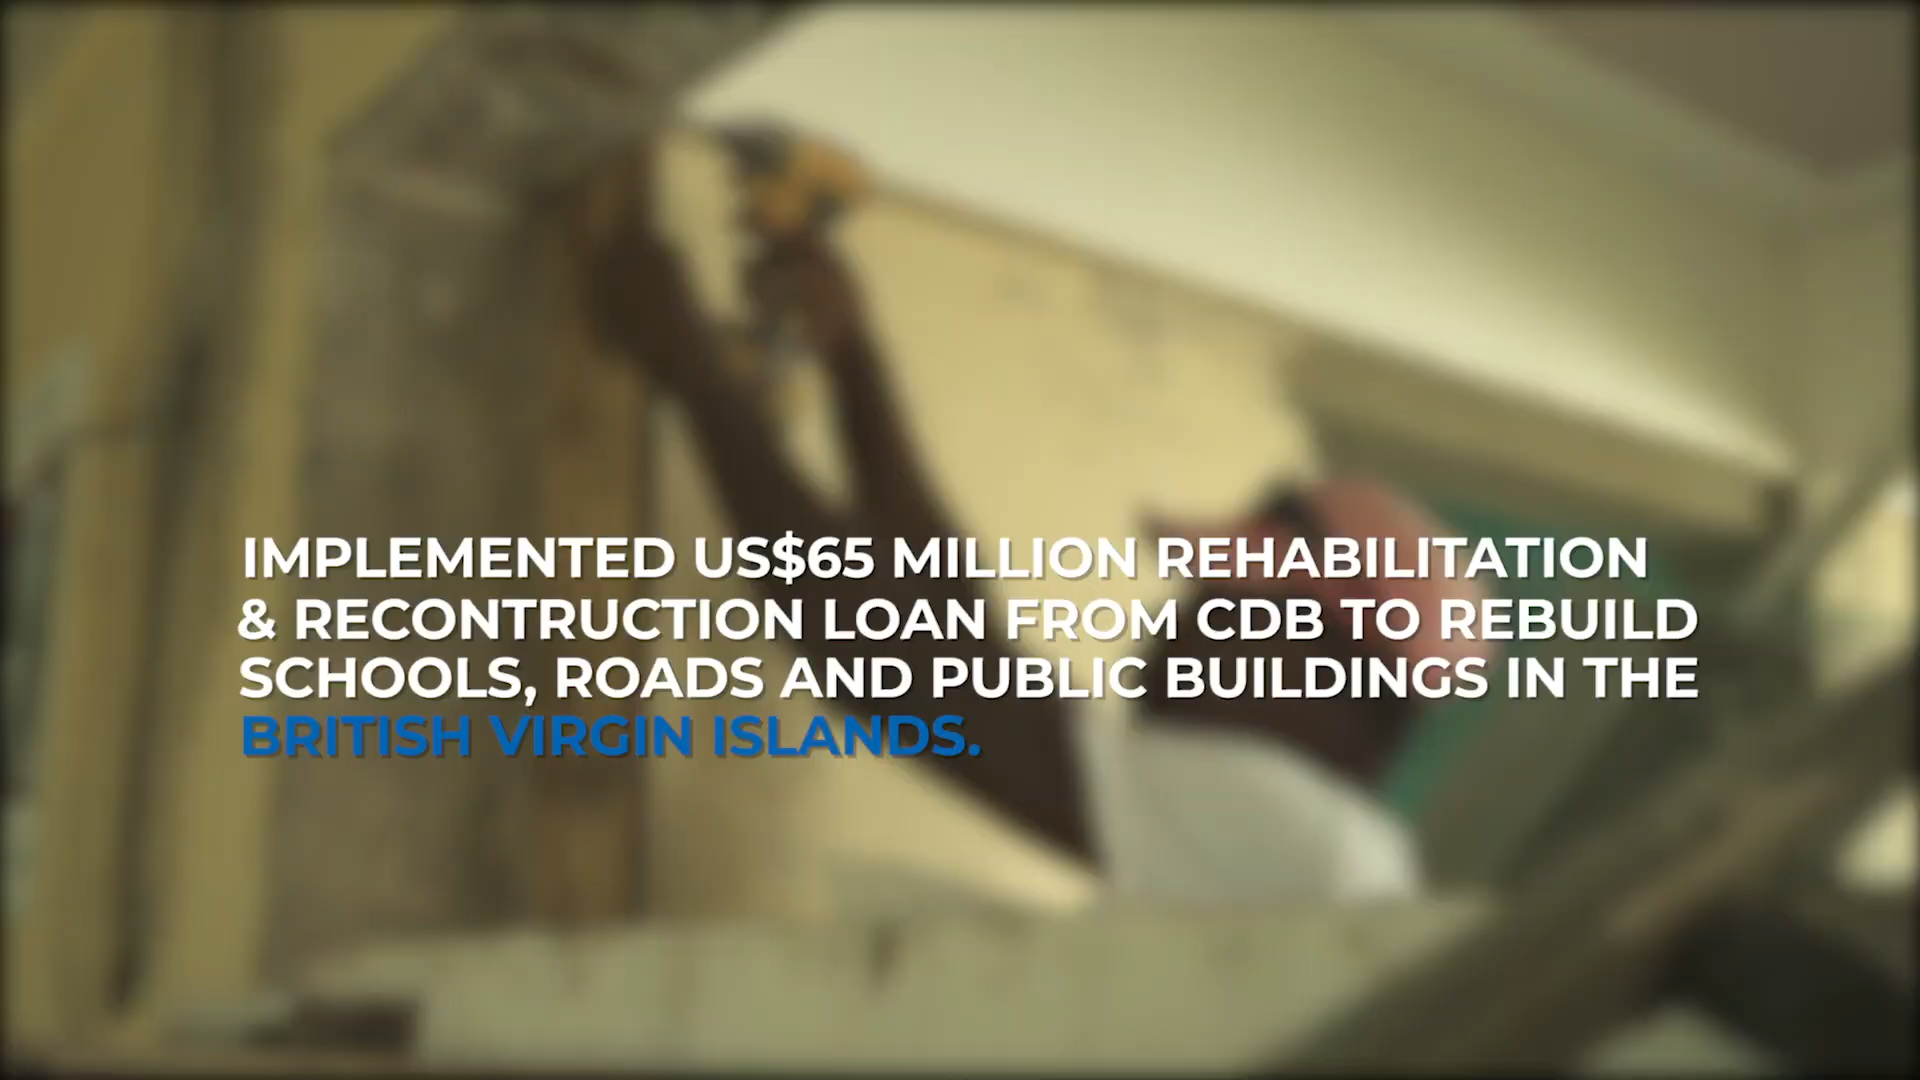 IMPLEMENTED US$65 MILLION REHABILITATION
& RECONTRUCTION LOAN FROM CDB TO REBUILD
SCHOOLS, ROADS AND PUBLIC BUILDINGS IN THE
BRITISH VIRGIN ISLANDS.